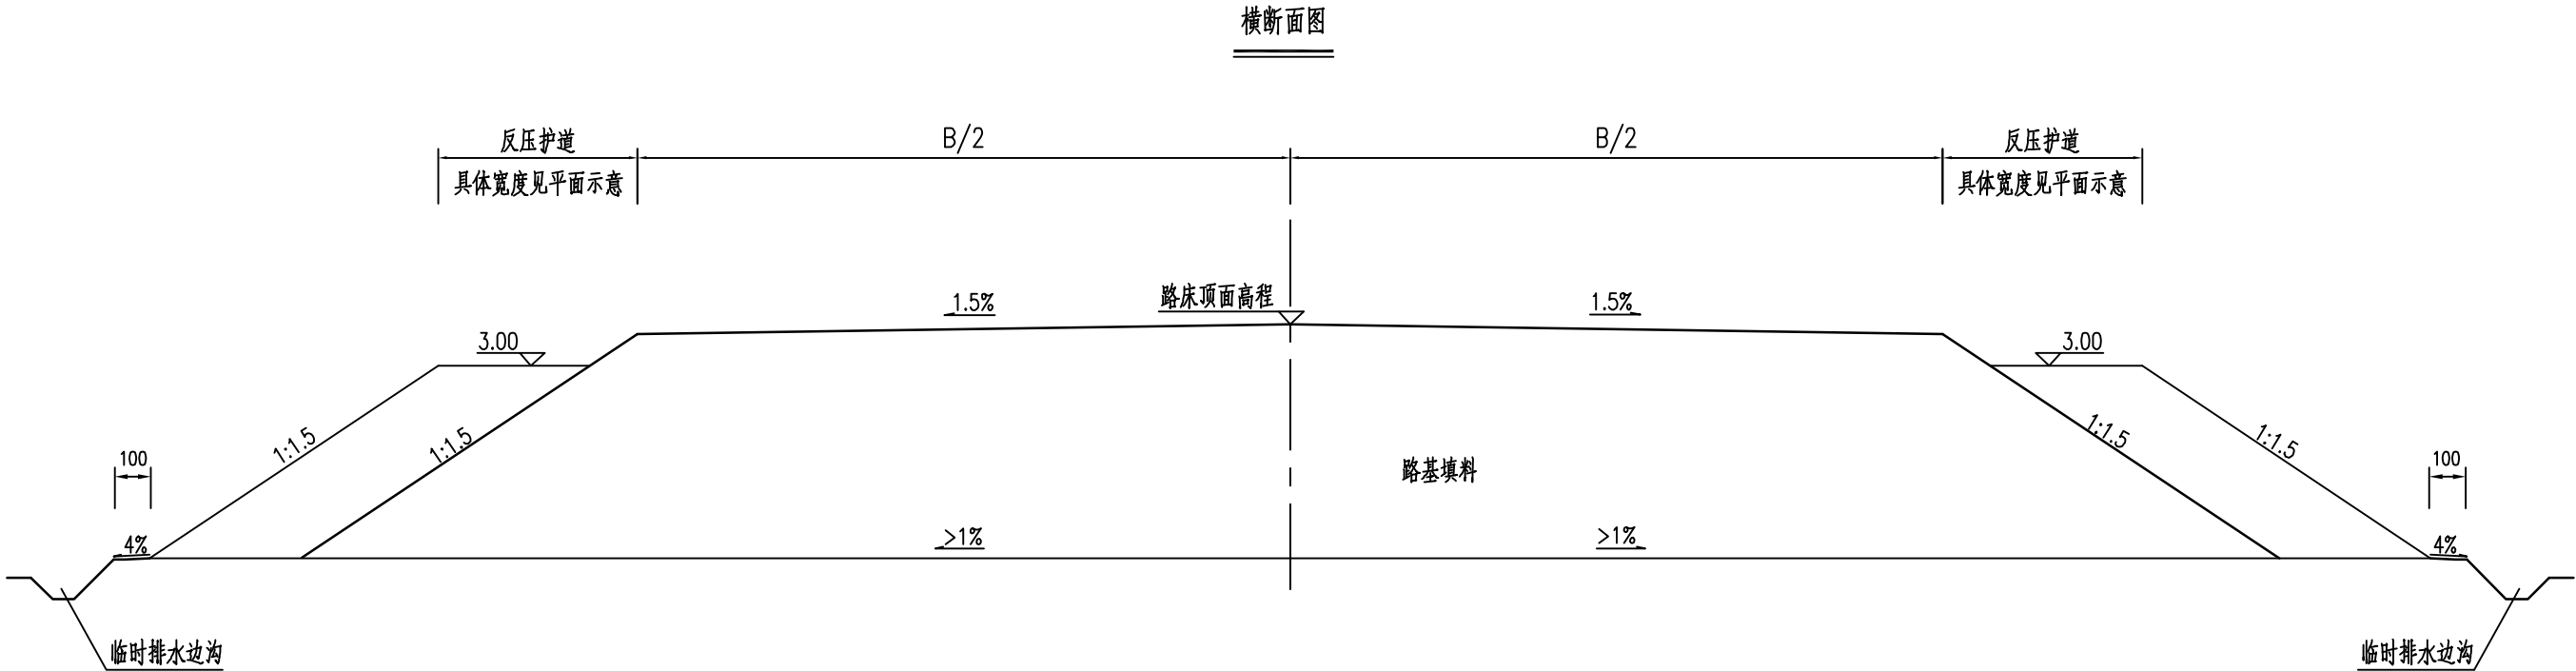 横断面图
反压护道
B/2
B/2
反压护道
具体宽度见平面示意
具体宽度见平面示意
路床顶面高程
1.5%
1.5%
3.00
3.00
1:1.5
1:1.5
1:1.5
1:1.5
100
100
路基填料
4%
>1%
>1%
4%
临时排水边沟
临时排水边沟